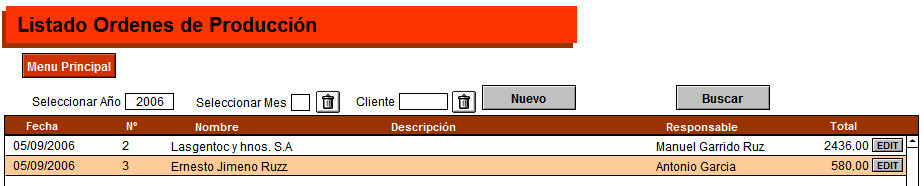 Listado Ordenes de Producción
Menu Principal
Seleccionar Año 2006 Seleccionar Mes Cliente Nuevo Buscar
Fecha Nº Nombre Descripción Responsable Total
05/09/2006 2 Lasgentoc y hnos. S.A Manuel Garrido Ruz 2436,00 EDIT
05/09/2006 3 Ernesto Jimeno Ruzz Antonio Garcia 580,00 EDIT